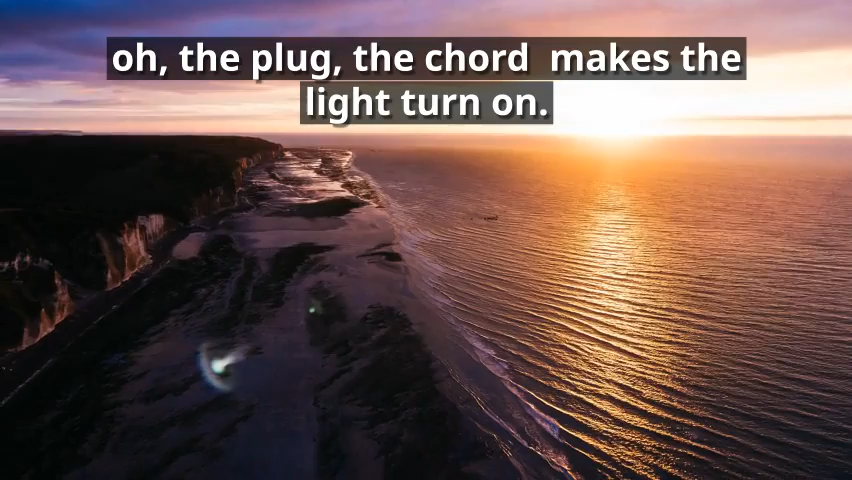 oh, the plug, the chord  makes the
light turn on.